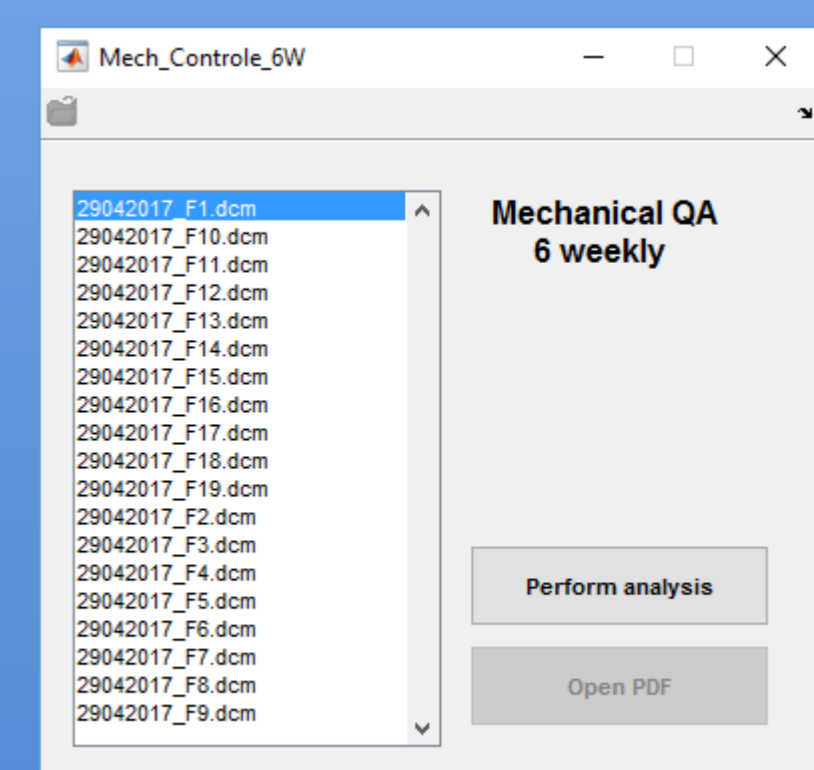 Mech_Controle_6W
29042017_F1.dcm
29042017_F10.dcm
29042017_F11.dcm
29042017_F12.dcm
29042017_F13.dcm
29042017_F14.dcm
29042017_F15.dcm
29042017_F16.dcm
29042017_F17.dcm
29042017_F18.dcm
29042017_F19.dcm
29042017_F2.dcm
29042017_F3.dcm
29042017_F4.dcm
29042017_F5.dcm
29042017_F6.dcm
29042017_F7.dcm
29042017_F8.dcm
29042017_F9.dcm
Mechanical QA
6 weekly
Perform analysis
Open PDF